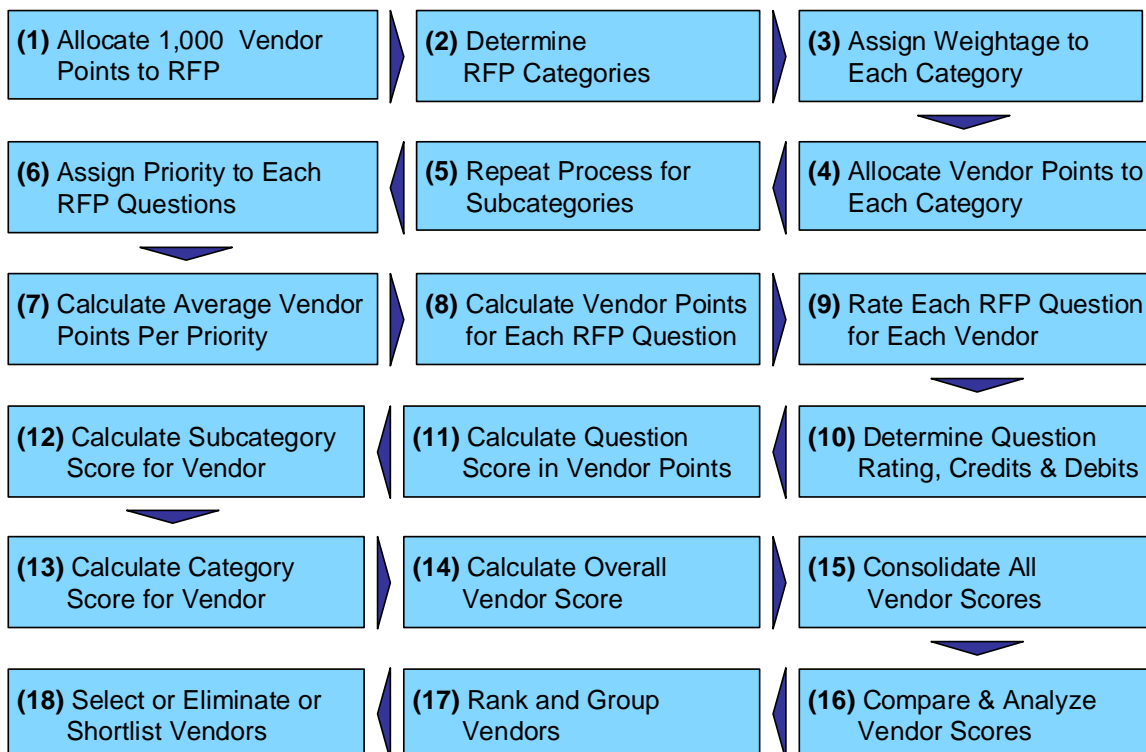 (1) Allocate 1,000 Vendor
Points to RFP
(2) Determine
RFP Categories
(3) Assign Weightage to
Each Category
(4) Allocate Vendor Points to
Each Category
(5) Repeat Process for
Subcategories
(6) Assign Priority to Each
RFP Questions
(7) Calculate Average Vendor
Points Per Priority
(8) Calculate Vendor Points
for Each RFP Question
(9) Rate Each RFP Question
for Each Vendor
(10) Determine Question
Rating, Credits & Debits
(11) Calculate Question
Score in Vendor Points
(12) Calculate Subcategory
Score for Vendor
(13) Calculate Category
Score for Vendor
(14) Calculate Overall
Vendor Score
(15) Consolidate All
Vendor Scores
(16) Compare & Analyze
Vendor Scores
(17) Rank and Group
Vendors
(18) Select or Eliminate or
Shortlist Vendors